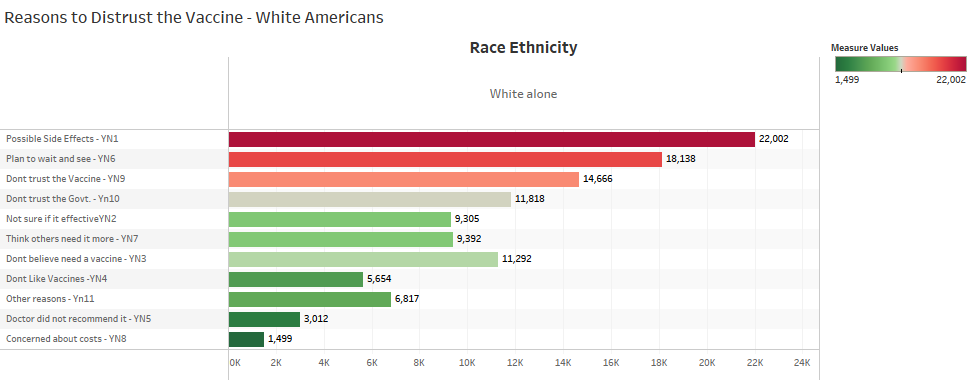 Reasons to Distrust the Vaccine - White Americans
Race Ethnicity
Measure Values
1,499 22,002
White alone
Possible Side Effects - YN1 22,002
Plan to wait and see - YN6 18,138
Dont trust the Vaccine - YN9 14,666
Dont trust the Govt. - Yn10 11,818
Not sure if it effectiveYN2 9,305
Think others need it more - YN7 9,392
Dont believe need a vaccine - YN3 11,292
Dont Like Vaccines -YN4 5,654
Other reasons - Yn11 6,817
Doctor did not recommend it - YN5 3,012
Concerned about costs - YN8 1,499
0K 2K 4K 6K 8K 10K 12K 14K 16K 18K 20K 22K 24K